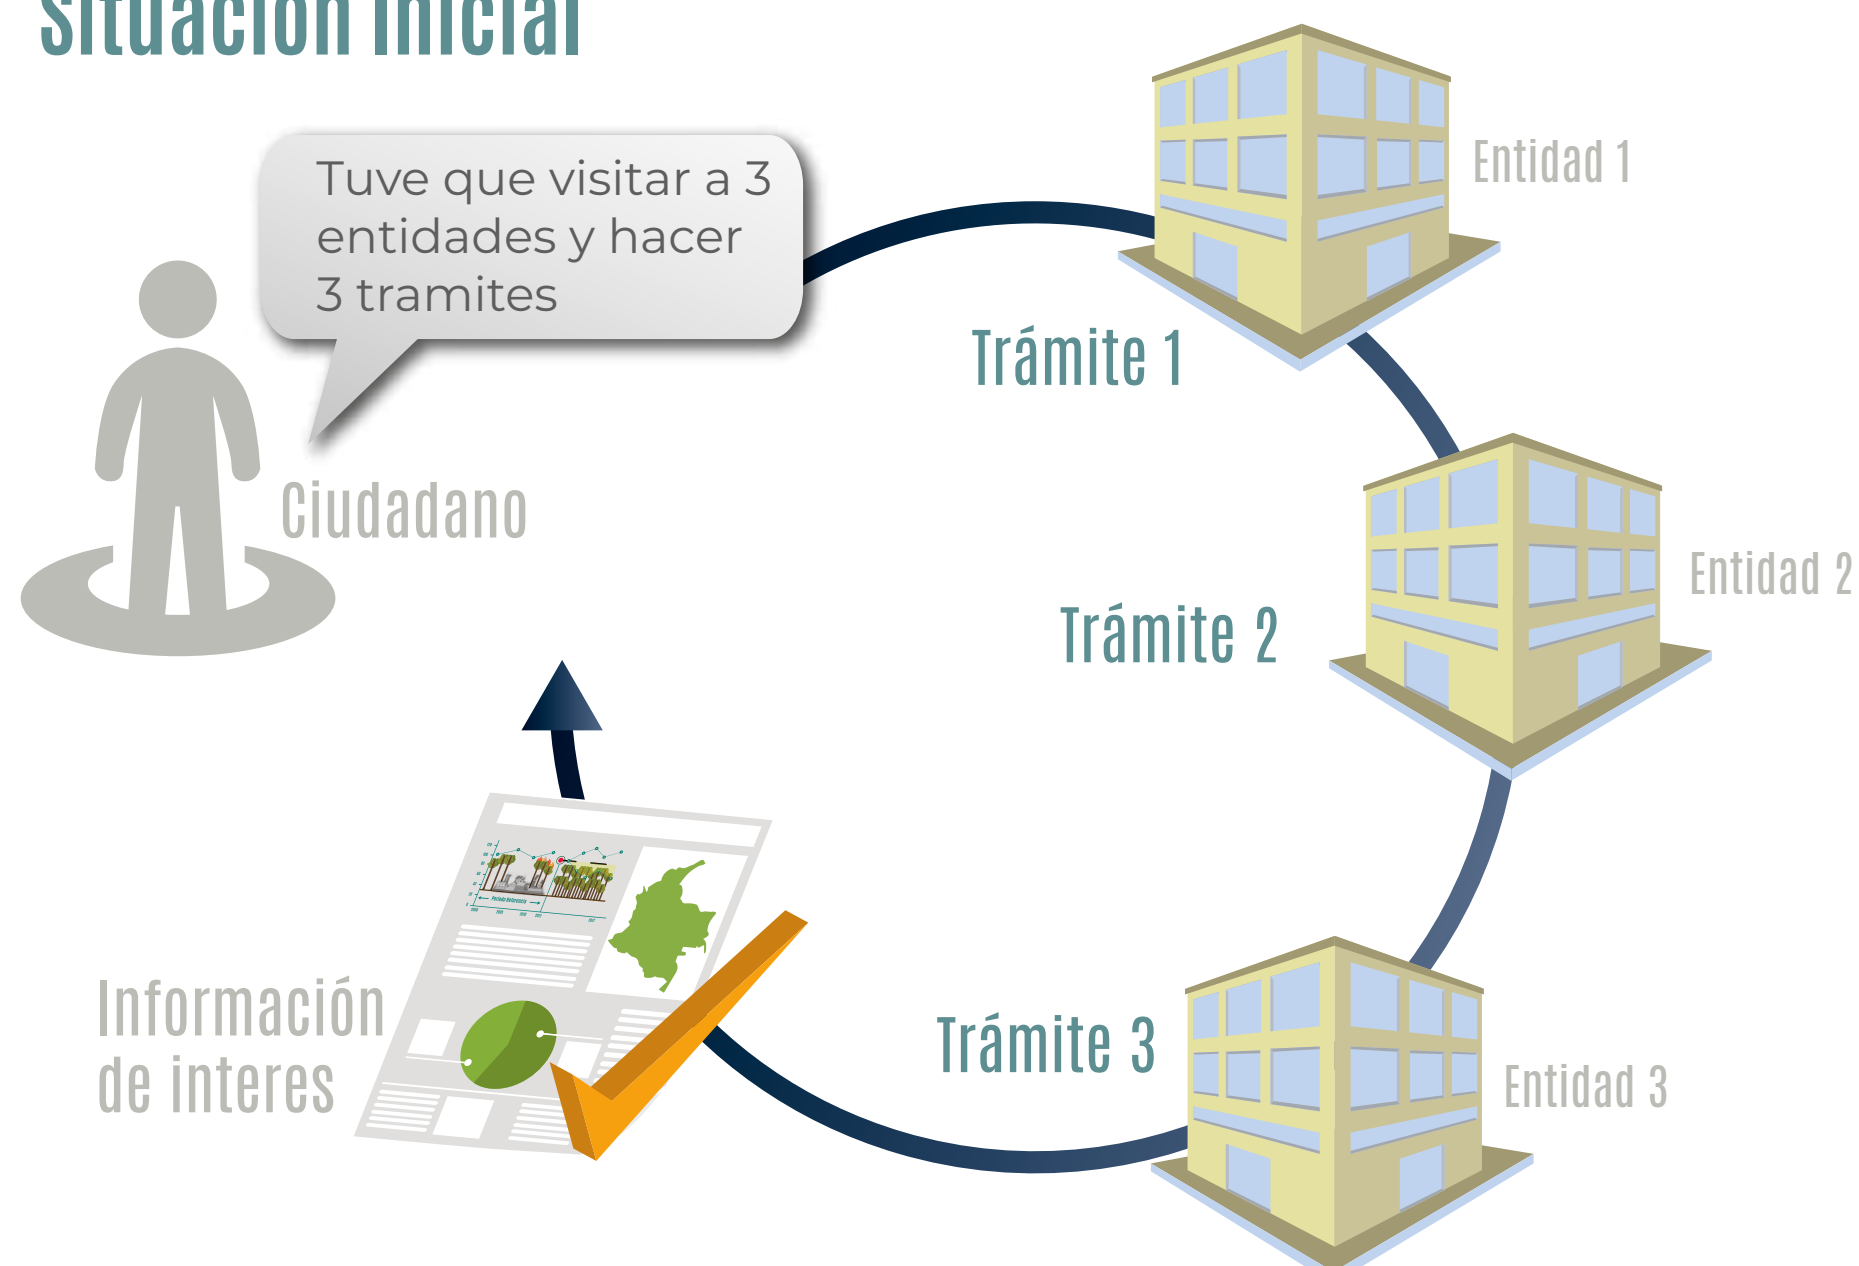 Situación Inicial
Tuve que visitar a 3
entidades y hacer
3 tramites
Entidad 1
Trámite 1
Ciudadano
Entidad 2
Trámite 2
Información
de interes
Trámite 3
Entidad 3